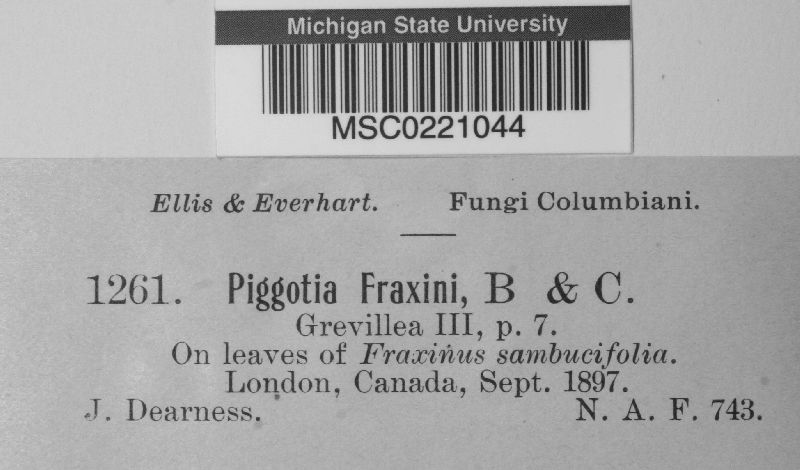 Michigan State University
MSC0221044
Ellis & Everhart. Fungi Columbiani.
1261. Piggotia Fraxini, B & C.
Grevillea III, p. 7.
On leaves of Fraxinus sambucifolia.
London, Canada, Sept. 1897.
J. Dearness. N. A. F. 743.